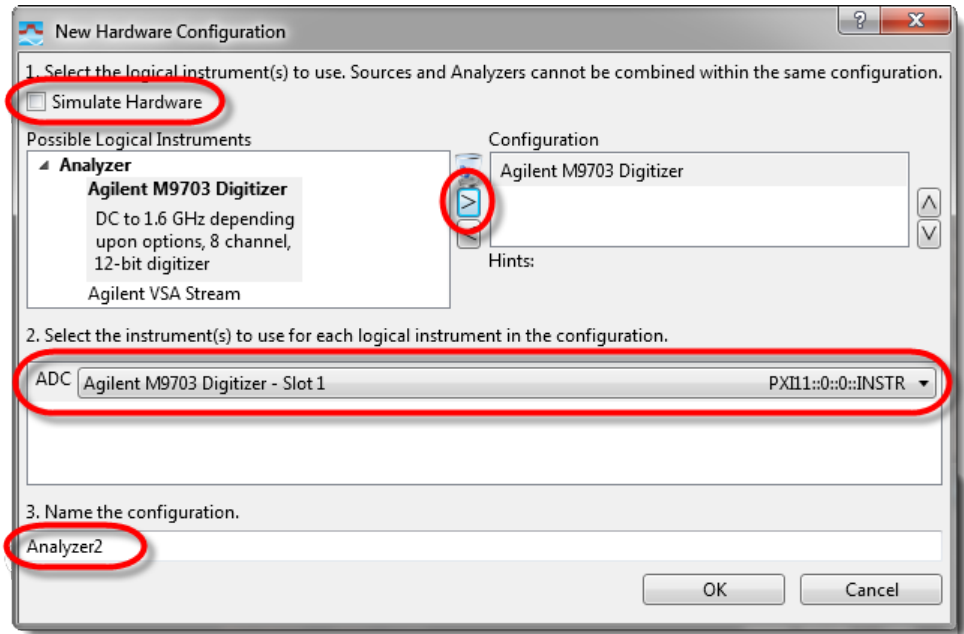 New Hardware Configuration
? X
1. Select the logical instrument(s) to use. Sources and Analyzers cannot be combined within the same configuration.
Simulate Hardware
Possible Logical Instruments
Configuration
Analyzer
Agilent M9703 Digitizer
Agilent M9703 Digitizer
DC to 1.6 GHz depending
upon options, 8 channel,
12-bit digitizer
Agilent VSA Stream
>
<
Hints:
2. Select the instrument(s) to use for each logical instrument in the configuration.
ADC Agilent M9703 Digitizer - Slot 1 PXI11::0::0::INSTR
3. Name the configuration.
Analyzer2
OK Cancel